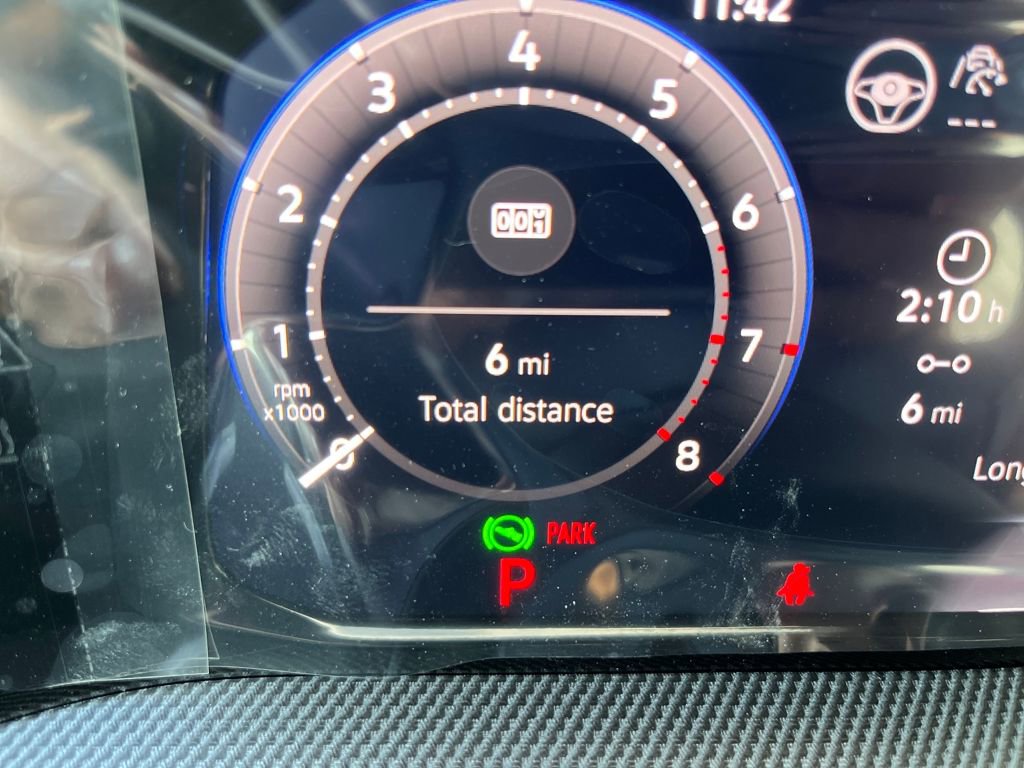 11:42
4
3
5
2
6
001
1
7
rpm
x1000
6 mi
Total distance
0
8
2:10 h
6 mi
Long
PARK
P